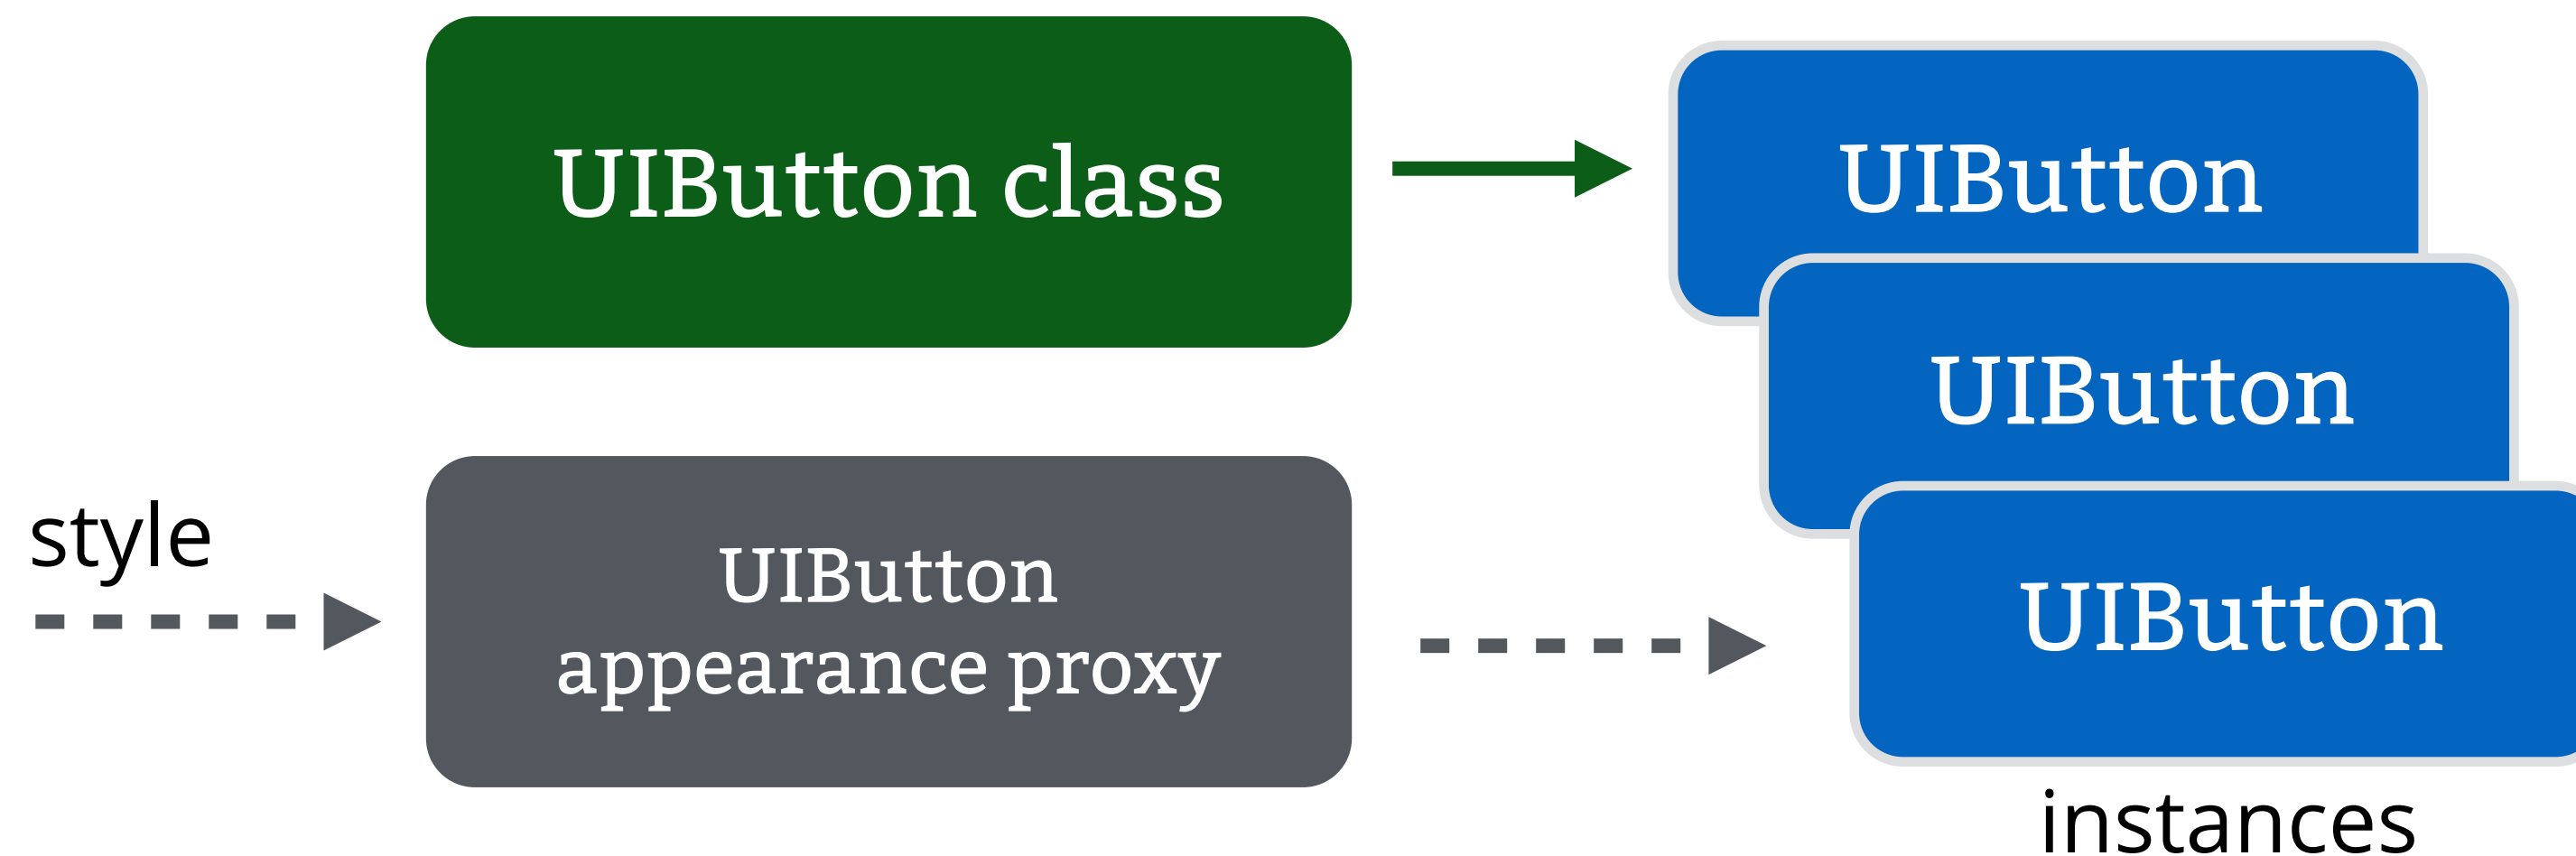 UIButton class
UIButton
UIButton
style
UIButton
appearance proxy
UIButton
instances